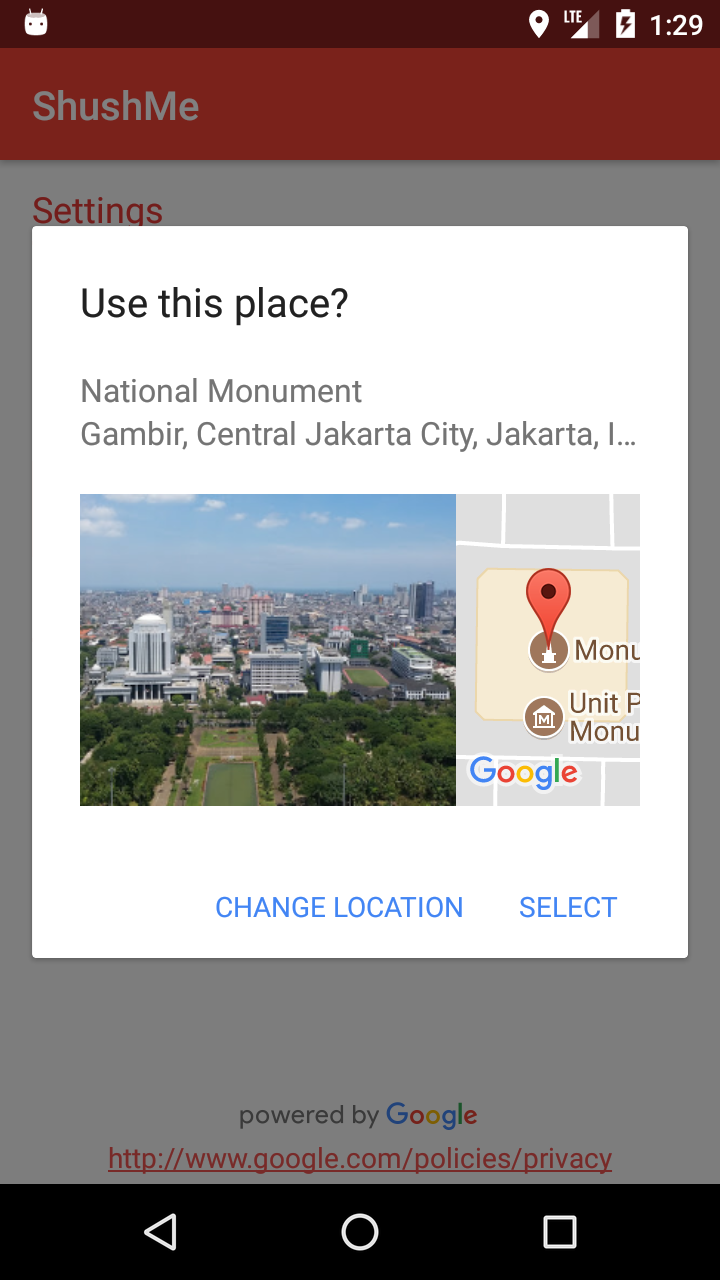 LTE 1:29
ShushMe
Settings
Use this place?
National Monument
Gambir, Central Jakarta City, Jakarta, I...
Monu
Unit P
M
Monu
Google
CHANGE LOCATION SELECT
powered by Google
http://www.google.com/policies/privacy